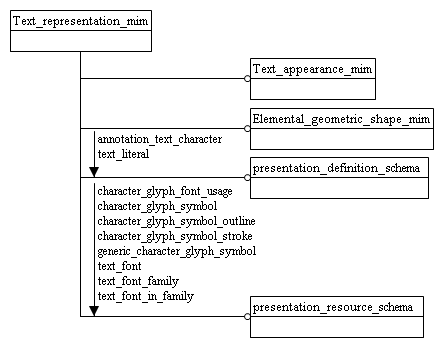 Text_representation_mim
Text_appearance_mim
Elemental_geometric_shape_mim
annotation_text_character
text_literal
presentation_definition_schema
character_glyph_font_usage
character_glyph_symbol
character_glyph_symbol_outline
character_glyph_symbol_stroke
generic_character_glyph_symbol
text_font
text_font_family
text_font_in_family
presentation_resource_schema